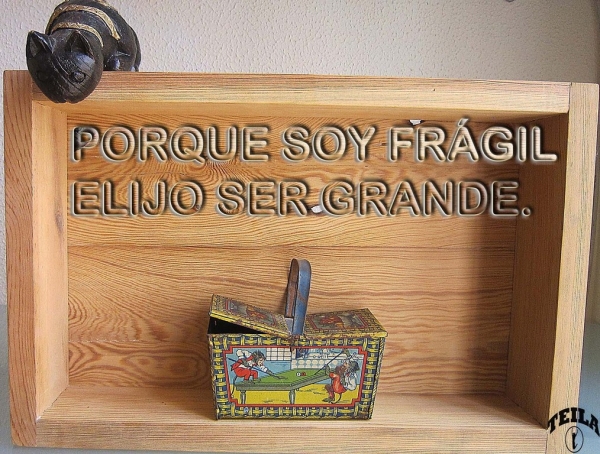 PORQUE SOY FRÁGIL
ELIJO SER GRANDE.
TEILA